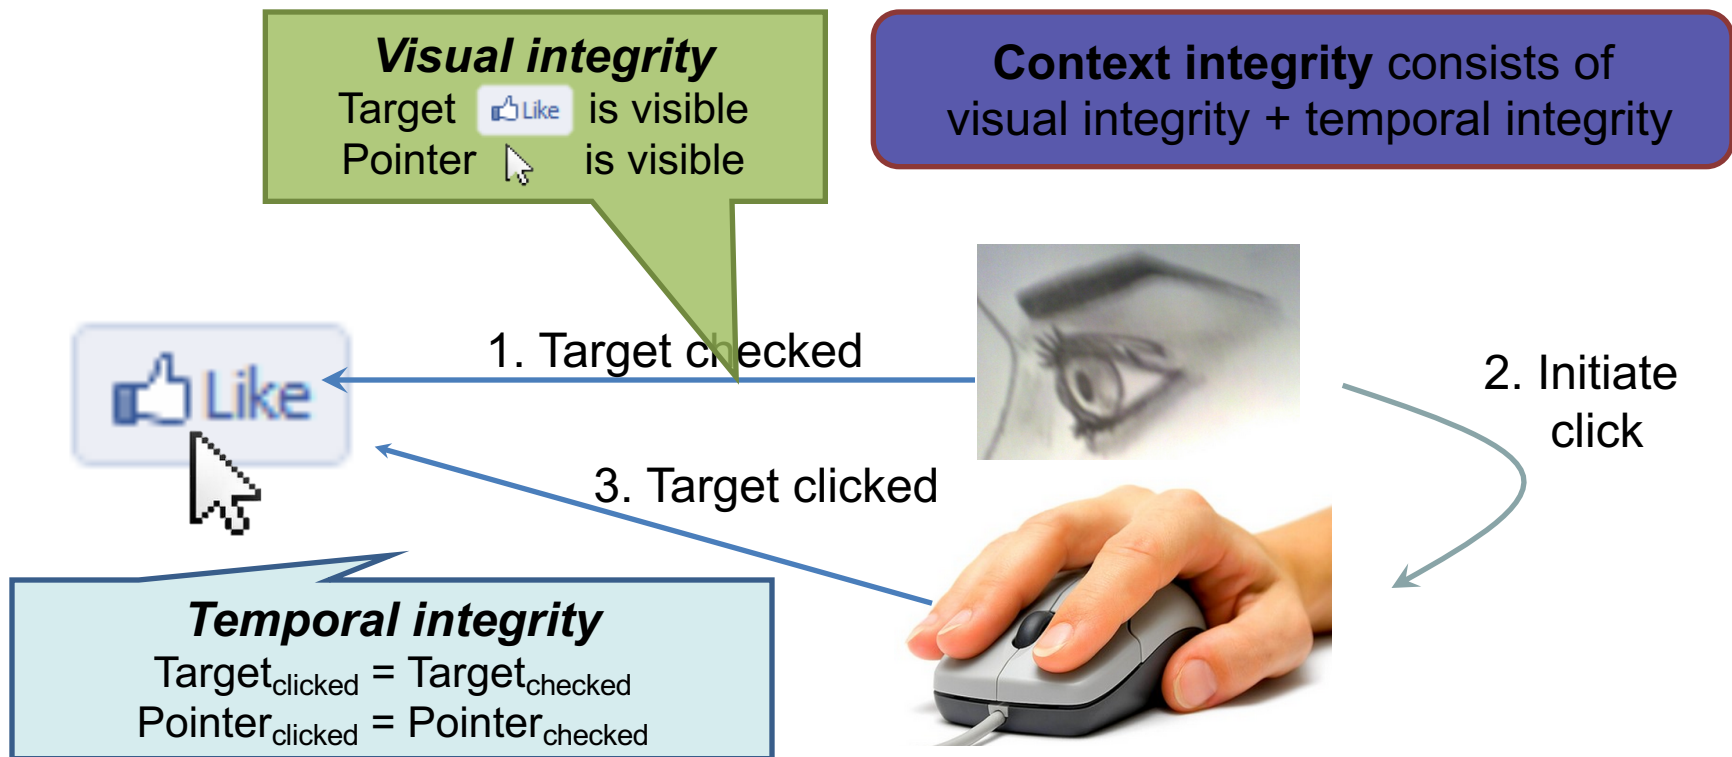 Visual integrity
Target Like is visible
Pointer is visible
Context integrity consists of
visual integrity + temporal integrity
1. Target checked
Like
2. Initiate
click
3. Target clicked
Temporal integrity
Targetclicked = Targetchecked
Pointerclicked = Pointerchecked